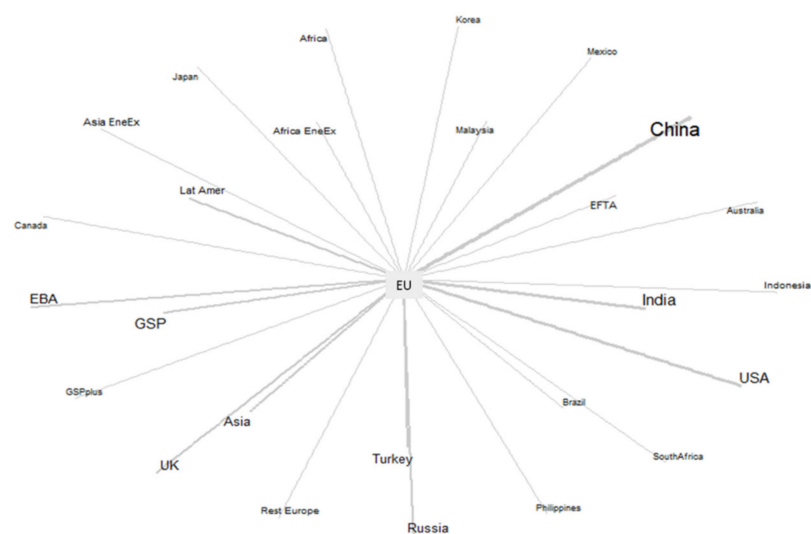 Korea
Africa
Mexico
Japan
Asia EneEx
Africa EneEx
Malaysia
China
Lat Amer
EFTA
Australia
Canada
EU
Indonesia
EBA
India
GSP
USA
GSPplus
Brazil
Asia
Turkey
SouthAfrica
UK
Rest Europe
Philippines
Russia